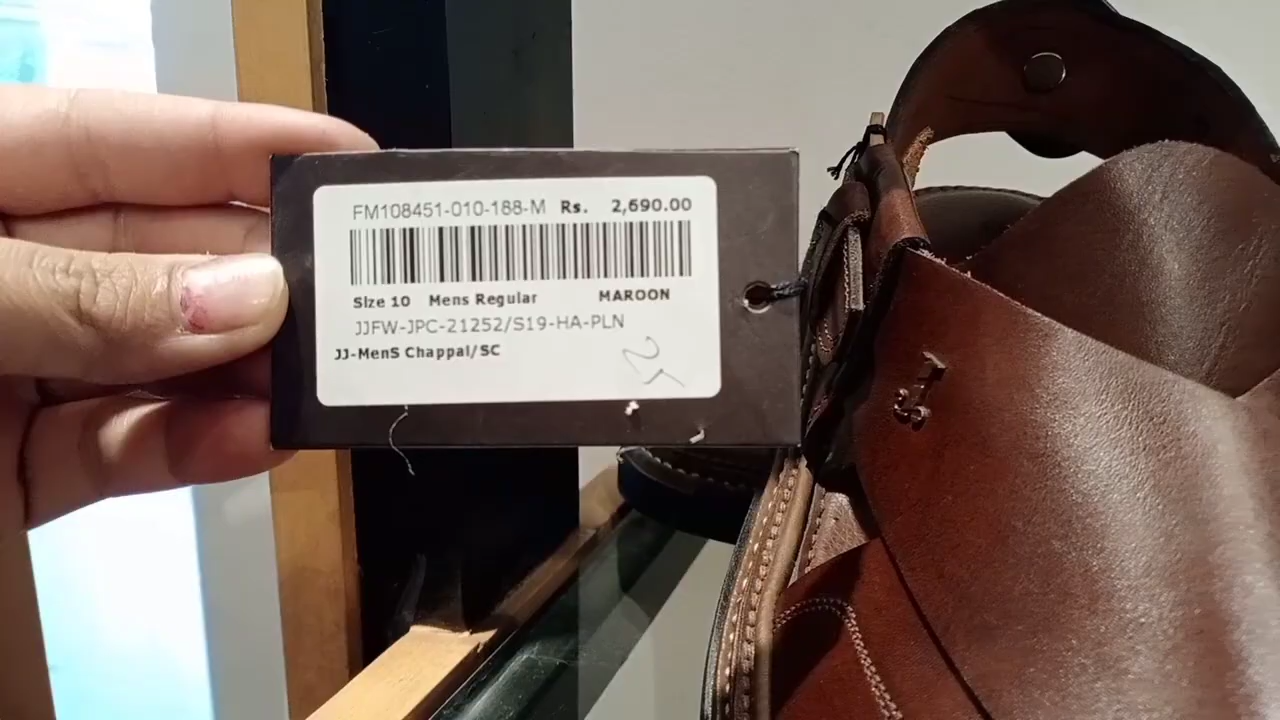 FM108451-010-188-M Rs. 2,690.00
Size 10 Mens Regular MAROON
JJFW-JPC-21252/S19-HA-PLN
JJ-MenS Chappal/SC
JJ